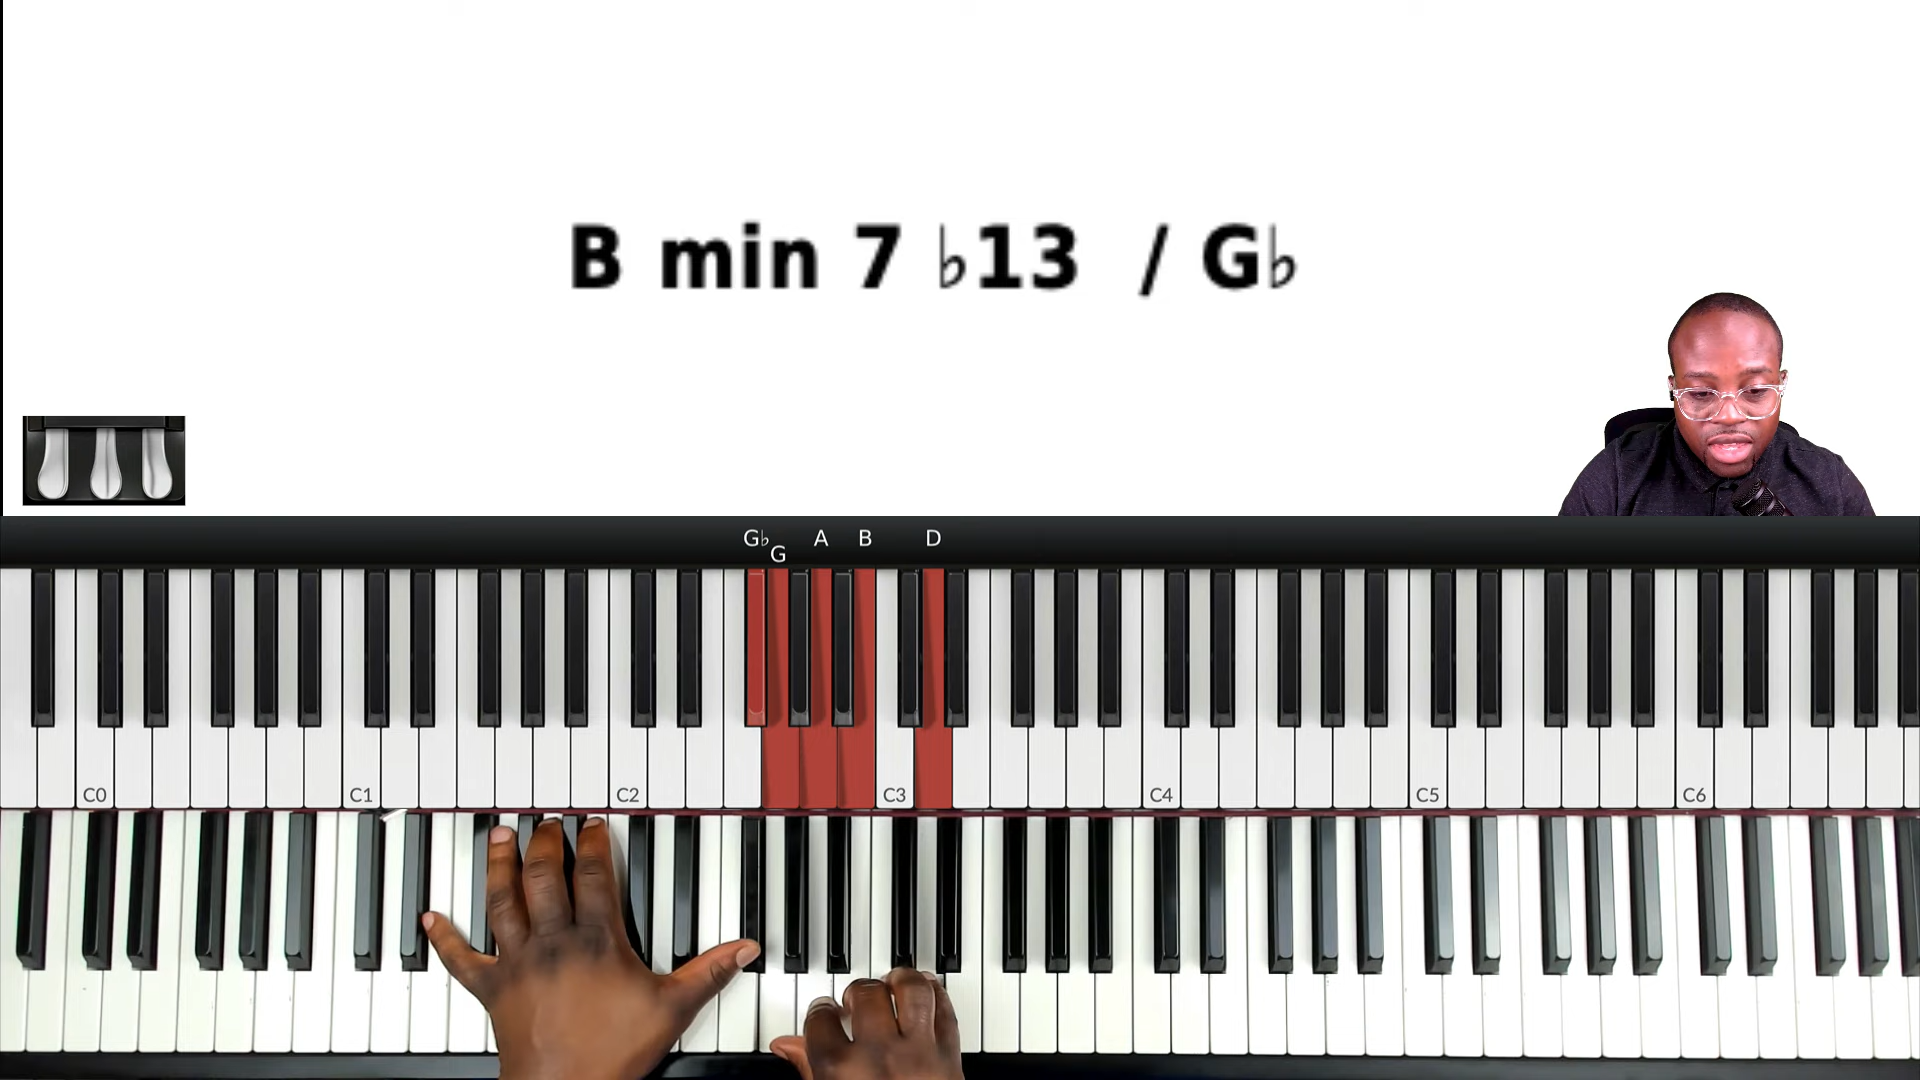 B min 7 ♭13 / G♭
G♭ G A B D
C0 C1 C2 C3 C4 C5 C6